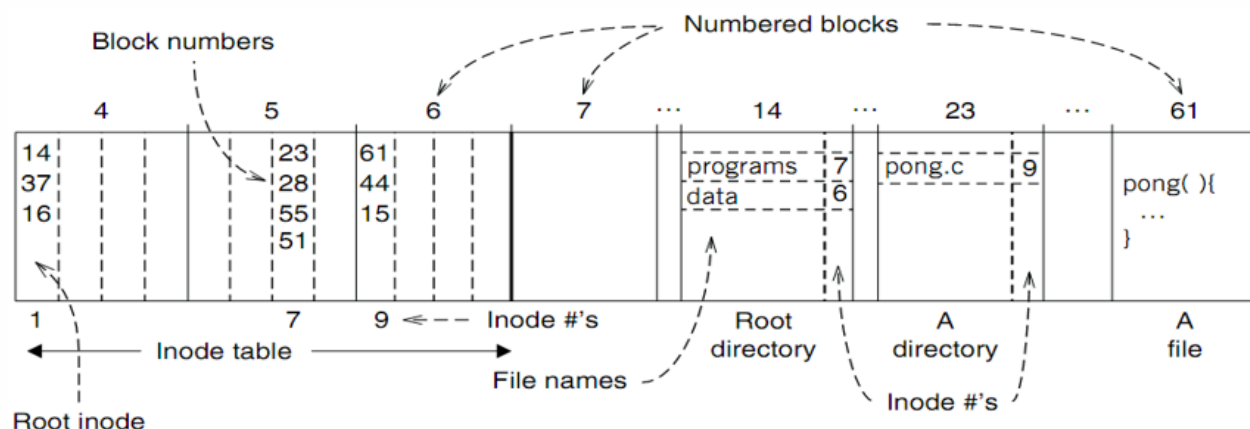 Numbered blocks
Block numbers
4 5 6 7 ... 14 ... 23 ... 61
14 23 61
37 28 44
16 55 15
51
programs 7
data 6
pong.c 9
pong( ){
...
}
1 7 9 Inode #'s
Inode table
Root inode
Root
directory
A
directory
A
file
File names
Inode #'s